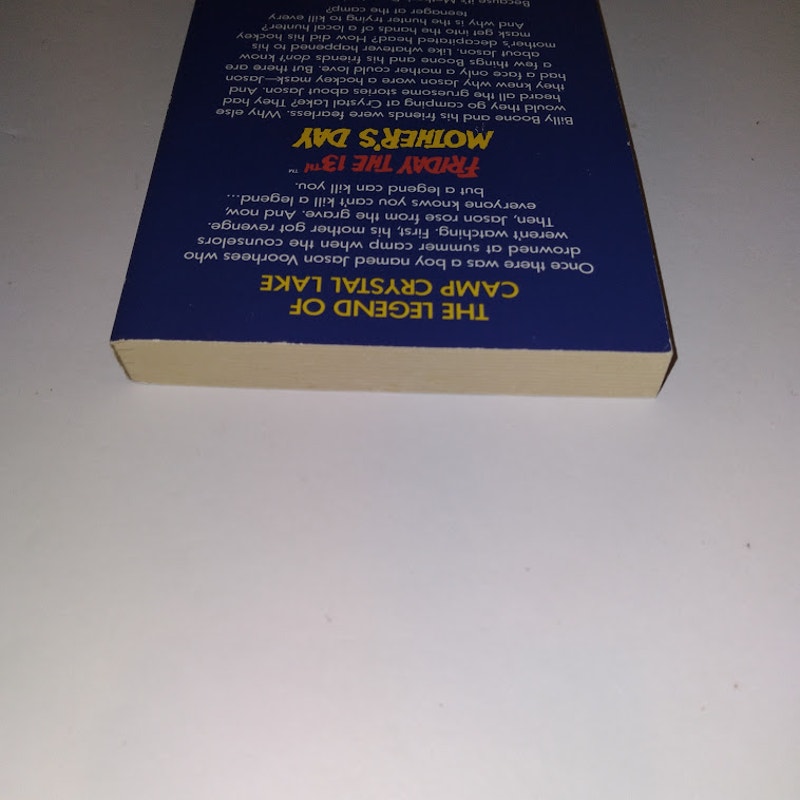 THE LEGEND OF
CAMP CRYSTAL LAKE
Once there was a boy named Jason Voorhees who
drowned at summer camp when the counselors
weren't watching. First, his mother got revenge.
Then, Jason rose from the grave. And, now,
everyone knows you can't kill a legend...
but a legend can kill you.
FRIDAY THE 13TH™
MOTHER'S DAY
Billy Boone and his friends were fearless. Why else
would they go camping at Crystal Lake? They had
heard all the gruesome stories about Jason. And
they knew why Jason wore a hockey mask—Jason
had a face only a mother could love. But there are
a few things Boone and his friends don't know
about Jason. Like, whatever happened to his
mother's decapitated head? How did his hockey
mask get into the hands of a local hunter?
And why is the hunter trying to kill every
teenager at the camp?
Because it's